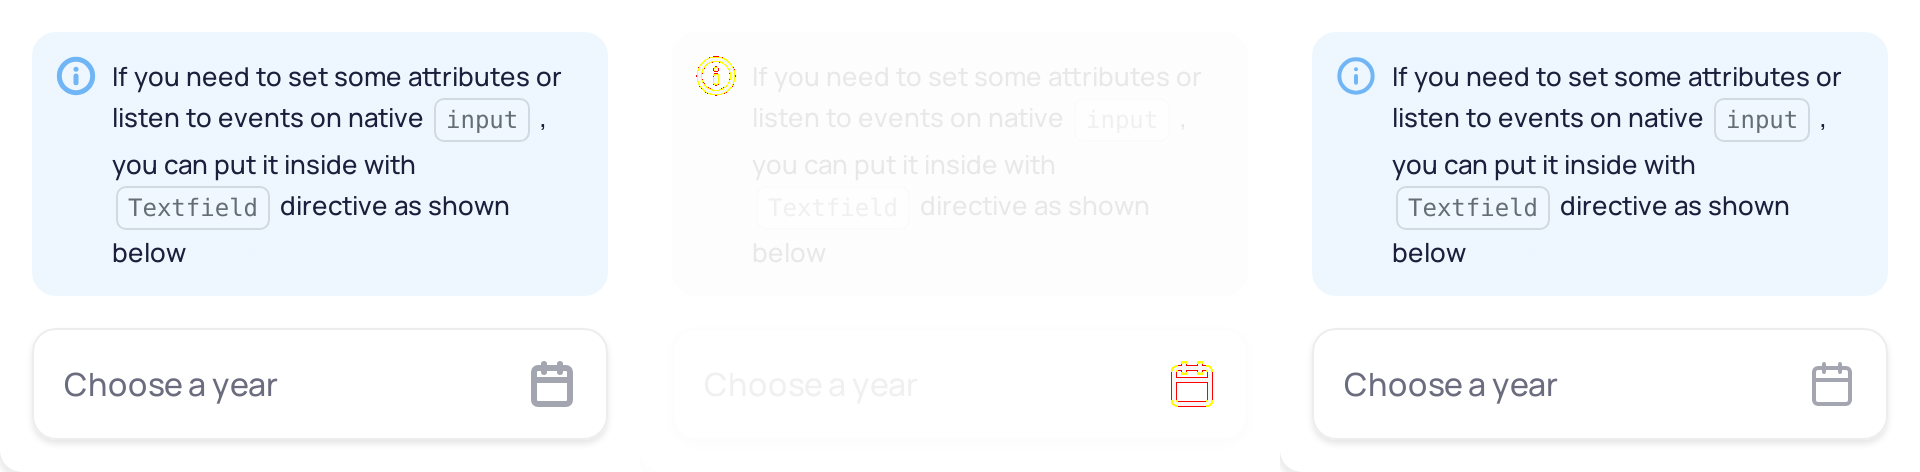 If you need to set some attributes or
listen to events on native input ,
you can put it inside with
Textfield directive as shown
below
Choose a year
If you need to set some attributes or
listen to events on native input ,
you can put it inside with
Textfield directive as shown
below
Choose a year
If you need to set some attributes or
listen to events on native input ,
you can put it inside with
Textfield directive as shown
below
Choose a year